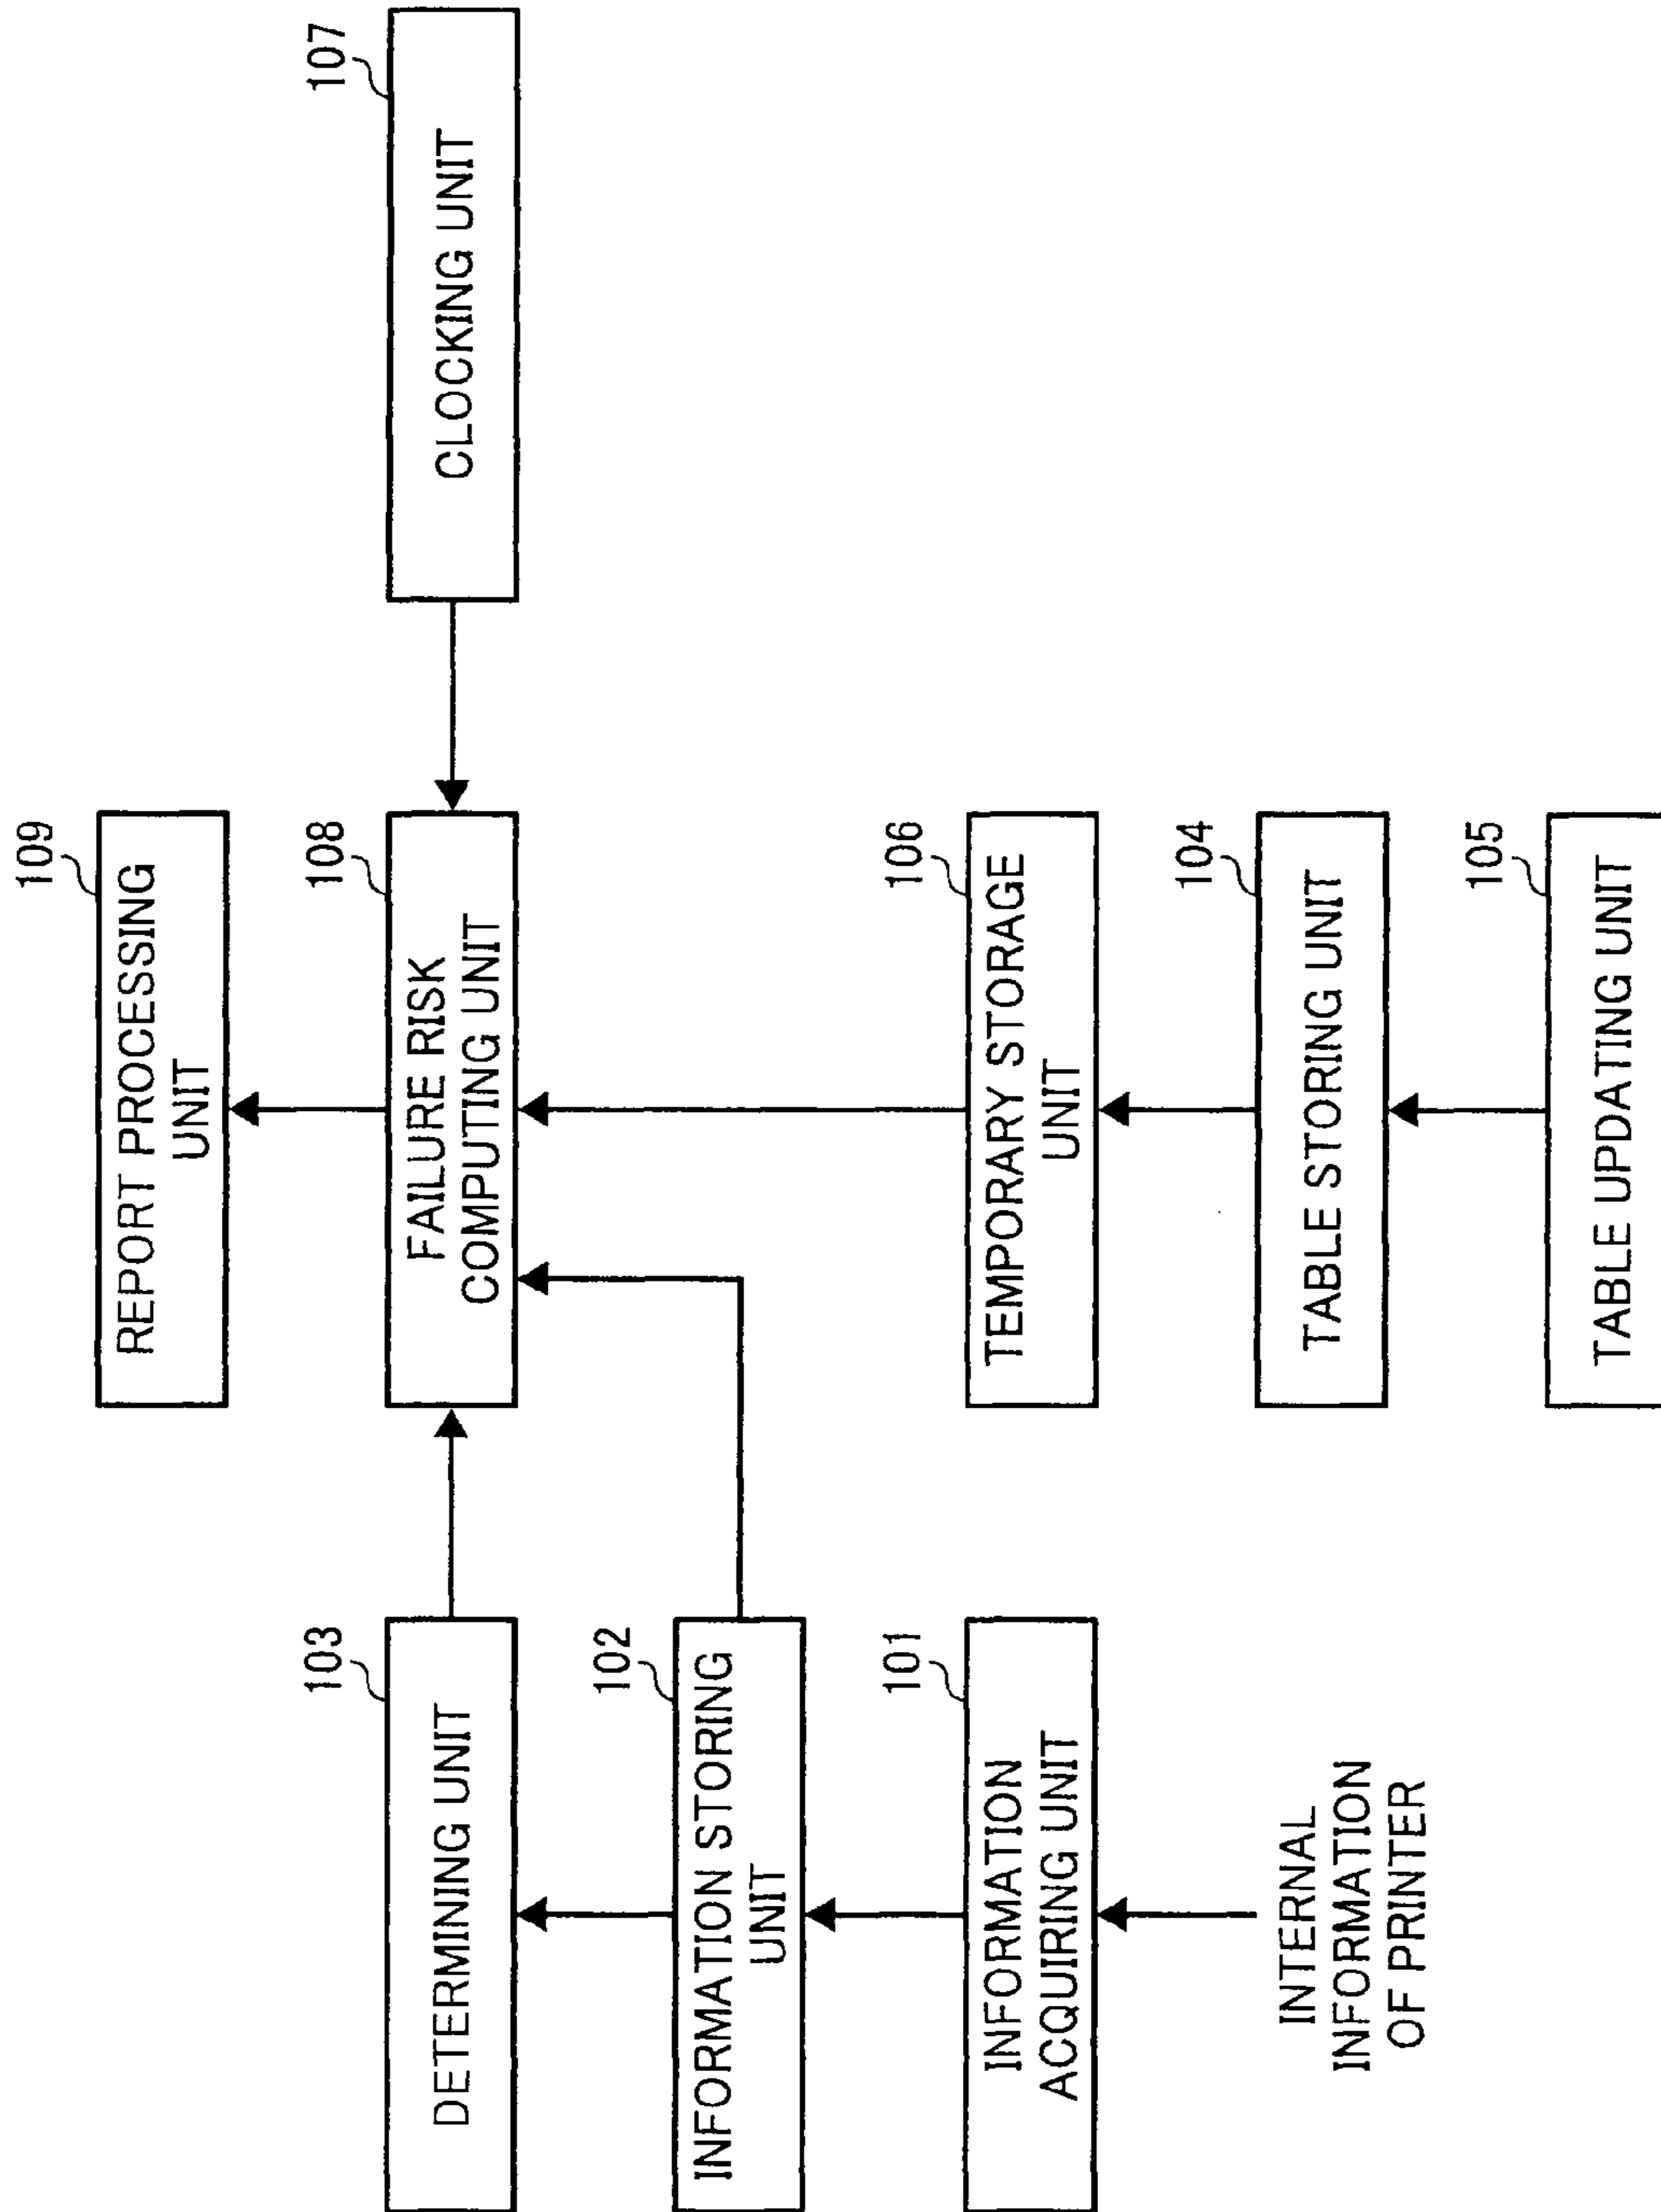 109
REPORT PROCESSING
UNIT
103
DETERMINING UNIT
108
FAILURE RISK
COMPUTING UNIT
107
CLOCKING UNIT
102
INFORMATION STORING
UNIT
101
INFORMATION
ACQUIRING UNIT
106
TEMPORARY STORAGE
UNIT
INTERNAL
INFORMATION
OF PRINTER
104
TABLE STORING UNIT
105
TABLE UPDATING UNIT